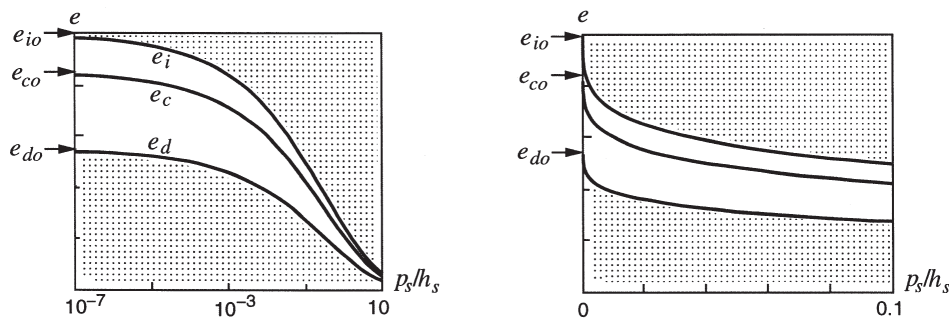 e
e_io
e_i
e_co
e_c
e_do
e_d
p_s/h_s
10^-7
10^-3
10
e
e_io
e_co
e_do
p_s/h_s
0
0.1